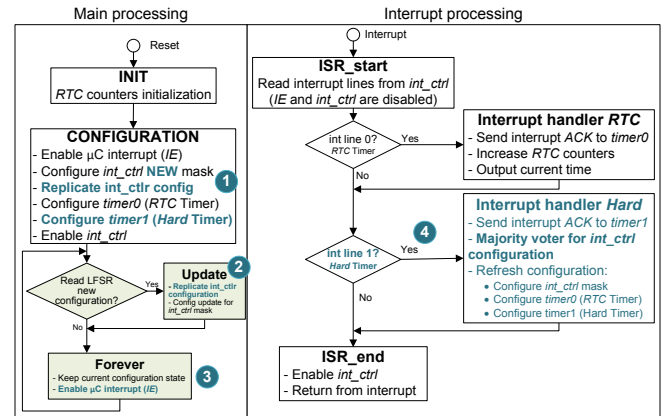 Main processing
Reset
INIT
RTC counters initialization
CONFIGURATION
- Enable µC interrupt (IE)
- Configure int_ctrl NEW mask
- Replicate int_ctlr config
- Configure timer0 (RTC Timer)
- Configure timer1 (Hard Timer)
- Enable int_ctrl
1
Read LFSR
new
configuration?
Yes
No
Update
- Replicate int_ctlr
configuration
- Config update for
int_ctrl mask
2
Forever
- Keep current configuration state
- Enable µC interrupt (IE)
3
Interrupt processing
Interrupt
ISR_start
Read interrupt lines from int_ctrl
(IE and int_ctrl are disabled)
int line 0?
RTC Timer
Yes
No
Interrupt handler RTC
- Send interrupt ACK to timer0
- Increase RTC counters
- Output current time
int line 1?
Hard Timer
Yes
No
4
Interrupt handler Hard
- Send interrupt ACK to timer1
- Majority voter for int_ctrl
configuration
- Refresh configuration:
• Configure int_ctrl mask
• Configure timer0 (RTC Timer)
• Configure timer1 (Hard Timer)
ISR_end
- Enable int_ctrl
- Return from interrupt